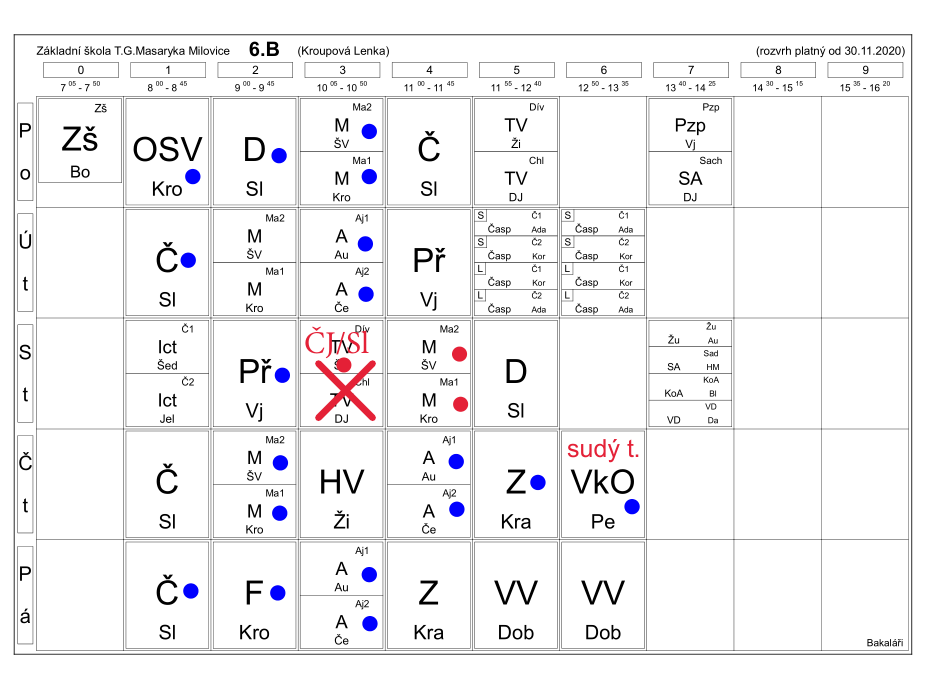 Základní škola T.G.Masaryka Milovice 6.B (Kroupová Lenka) (rozvrh platný od 30.11.2020)
0 1 2 3 4 5 6 7 8 9
7 05 - 7 50 8 00 - 8 45 9 00 - 9 45 10 05 - 10 50 11 00 - 11 45 11 55 - 12 40 12 50 - 13 35 13 40 - 14 25 14 30 - 15 15 15 35 - 16 20
Po
Zš
Zš
Bo
OSV
Kro
D
Sl
Ma2
M
ŠV
Ma1
M
Kro
Č
Sl
Dív
TV
Ži
Chl
TV
DJ
Pzp
Pzp
Vj
Sach
SA
DJ
Út
Č
Sl
Ma2
M
ŠV
Ma1
M
Kro
Aj1
A
Au
Aj2
A
Če
Př
Vj
S Č1
Časp Ada
S Č2
Časp Kor
L Č1
Časp Kor
L Č2
Časp Ada
S Č1
Časp Ada
S Č2
Časp Kor
L Č1
Časp Kor
L Č2
Časp Ada
St
Č1
Ict
Šed
Č2
Ict
Jel
Př
Vj
Dív
ČJ/Sl
TV
Chl
TV
DJ
Ma2
M
ŠV
Ma1
M
Kro
D
Sl
Žu
Žu Au
Sad
SA HM
KoA
KoA Bl
VD
VD Da
Čt
Č
Sl
Ma2
M
ŠV
Ma1
M
Kro
HV
Ži
Aj1
A
Au
Aj2
A
Če
Z
Kra
sudý t.
VkO
Pe
Pá
Č
Sl
F
Kro
Aj1
A
Au
Aj2
A
Če
Z
Kra
VV
Dob
VV
Dob
Bakaláři